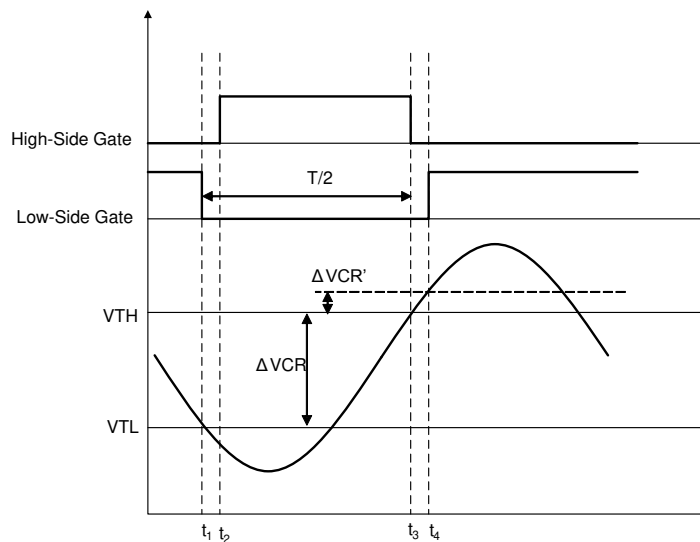 High-Side Gate
T/2
Low-Side Gate
ΔVCR'
VTH
ΔVCR
VTL
t1 t2 t3 t4